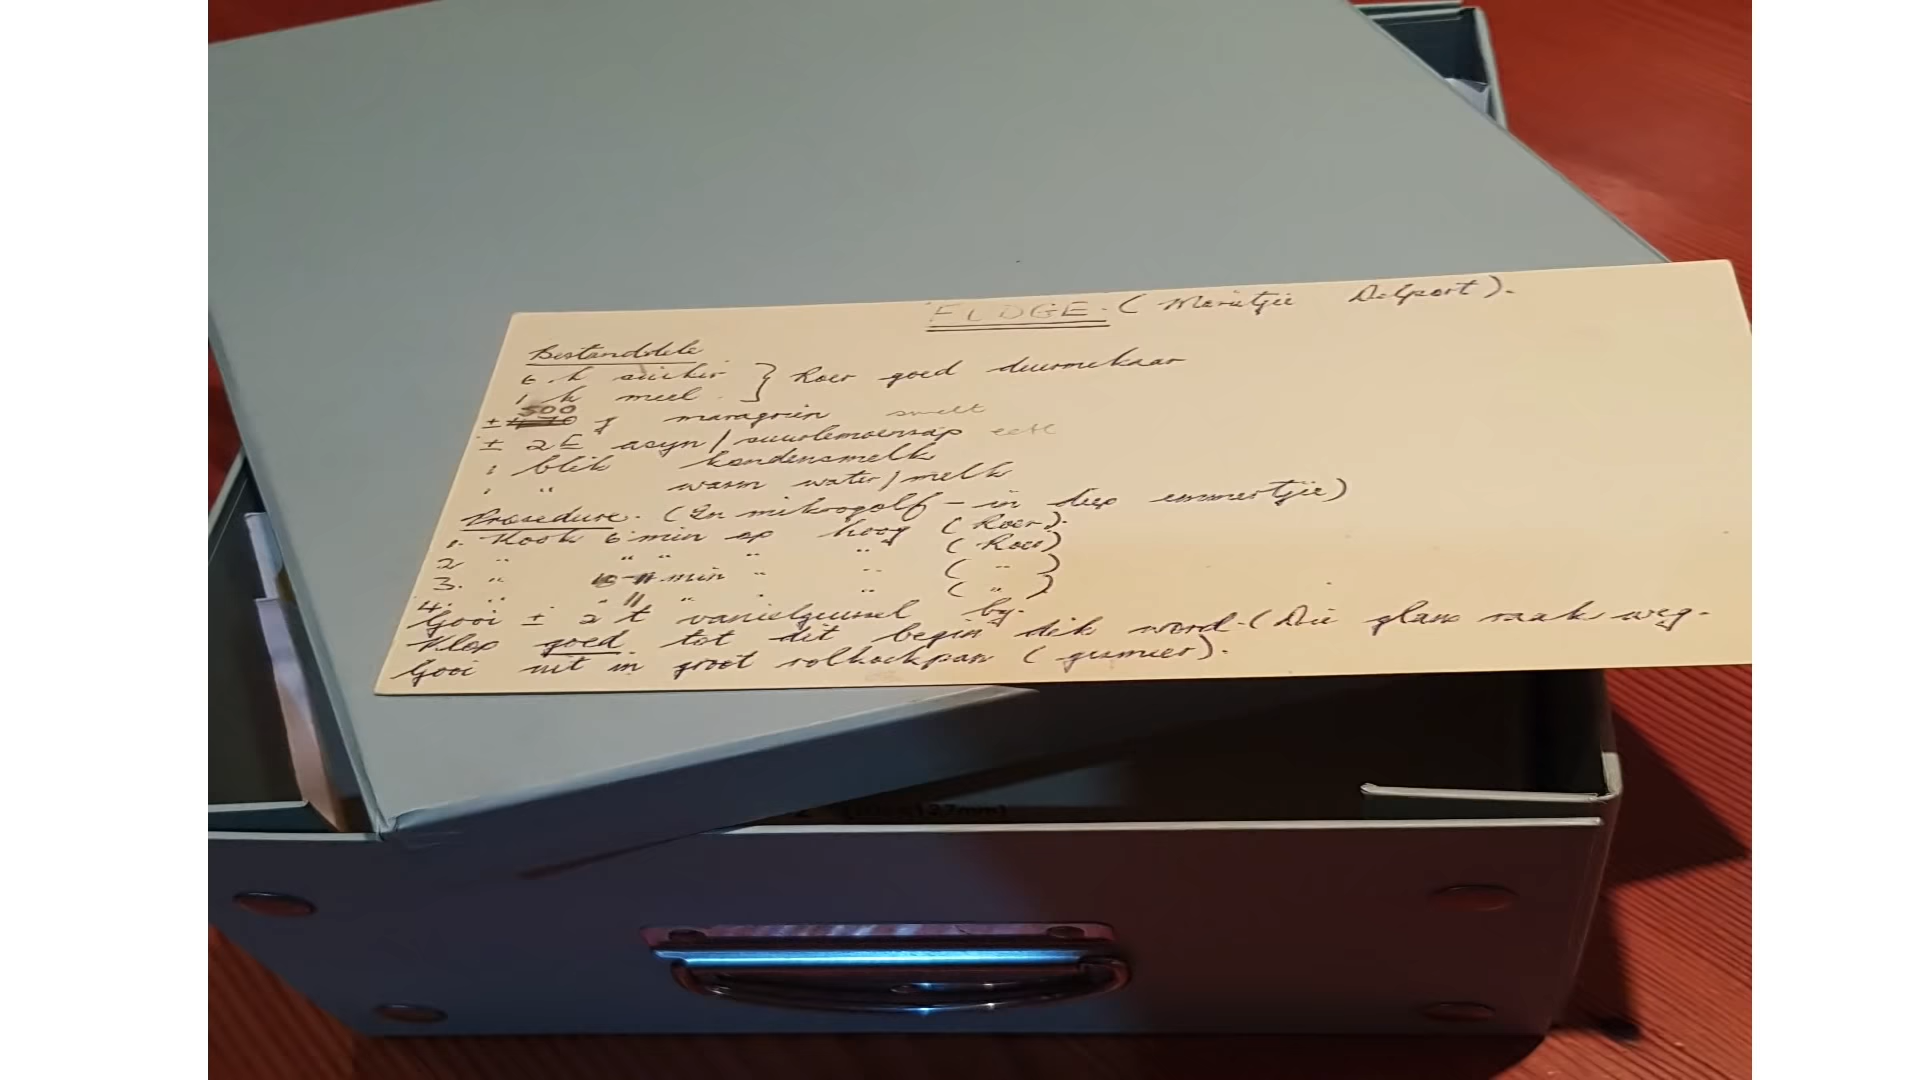 FUDGE. (Marietjie Delport).
Bestanddele
6 k suiker } Roer goed deurmekaar
1 k meel
± 500 g maragrien smelt
± 2 E asyn / suurlemoensap eetl
1 blik kondensmelk
1 " warm water / melk
Prosedure. (In mikrogolf - in diep emmertjie)
1. Kook 6 min op hoog (Roer).
2 " " " " " (Roer)
3. " min " " ( " )
4. " " " " ( " )
Gooi ± 2 t vanielgeursel by.
Klop goed tot dit begin dik word. (Die glans raak weg.
Gooi uit in groot rolkoekpan (gesmeer).